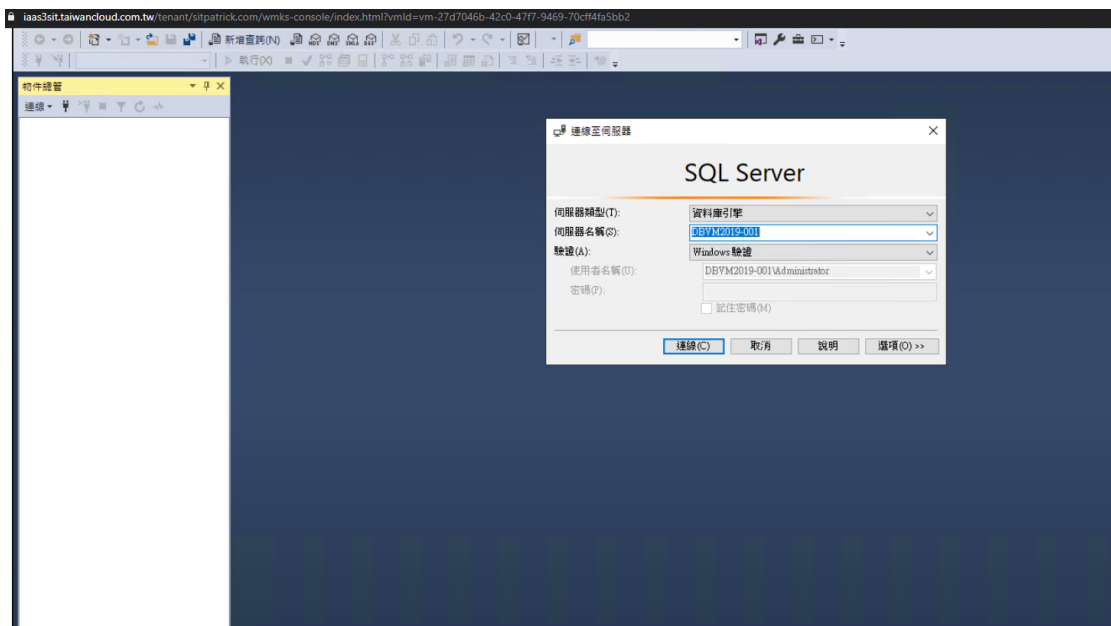 iaas3sit.taiwancloud.com.tw/tenant/sitpatrick.com/wmks-console/index.html?vmId=vm-27d7046b-42c0-47f7-9469-70cff4fa5bb2
新增查詢(N)
執行(X)
物件總管
連線
連線至伺服器
SQL Server
伺服器類型(T): 資料庫引擎
伺服器名稱(S): DBVM2019-001
驗證(A): Windows 驗證
使用者名稱(U): DBVM2019-001\Administrator
密碼(P):
記住密碼(M)
連線(C) 取消 說明 選項(O) >>